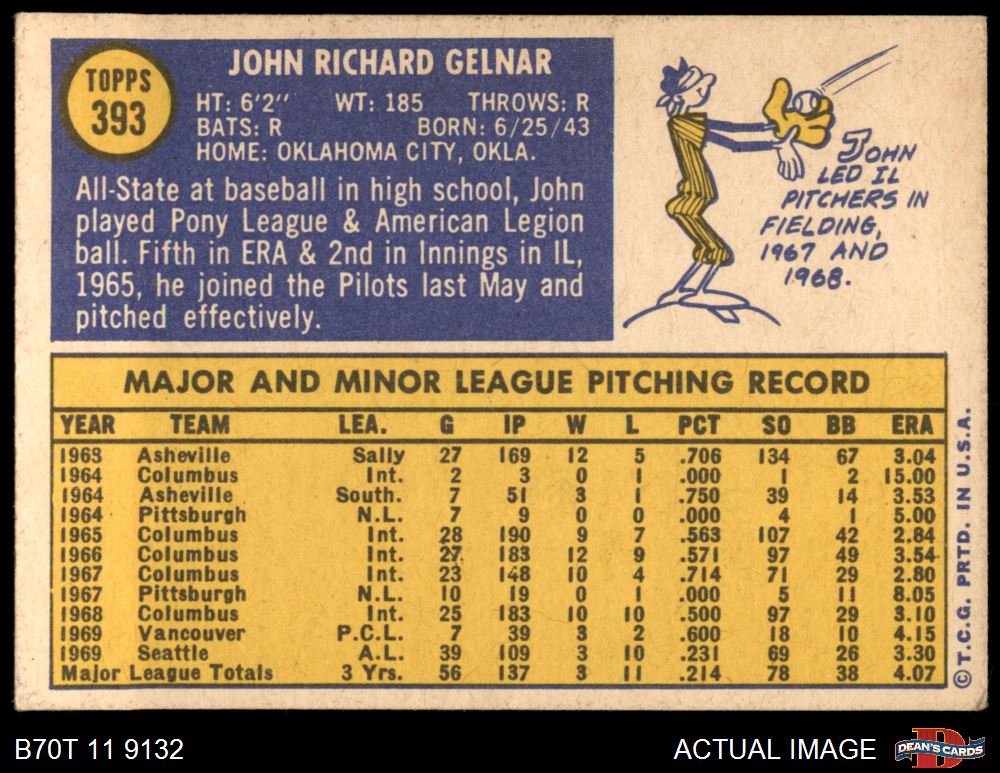 TOPPS
393
JOHN RICHARD GELNAR
HT: 6'2" WT: 185 THROWS: R
BATS: R BORN: 6/25/43
HOME: OKLAHOMA CITY, OKLA.
All-State at baseball in high school, John
played Pony League & American Legion
ball. Fifth in ERA & 2nd in Innings in IL,
1965, he joined the Pilots last May and
pitched effectively.
JOHN
LED IL
PITCHERS IN
FIELDING,
1967 AND
1968.
MAJOR AND MINOR LEAGUE PITCHING RECORD
YEAR TEAM LEA. G IP W L PCT SO BB ERA
1963 Asheville Sally 27 169 12 5 .706 134 67 3.04
1964 Columbus Int. 2 3 0 1 .000 1 2 15.00
1964 Asheville South. 7 51 3 1 .750 39 14 3.53
1964 Pittsburgh N.L. 7 9 0 0 .000 4 1 5.00
1965 Columbus Int. 28 190 9 7 .563 107 42 2.84
1966 Columbus Int. 27 183 12 9 .571 97 49 3.54
1967 Columbus Int. 23 148 10 4 .714 71 29 2.80
1967 Pittsburgh N.L. 10 19 0 1 .000 5 11 8.05
1968 Columbus Int. 25 183 10 10 .500 97 29 3.10
1969 Vancouver P.C.L. 7 39 3 2 .600 18 10 4.15
1969 Seattle A.L. 39 109 3 10 .231 69 26 3.30
Major League Totals 3 Yrs. 56 137 3 11 .214 78 38 4.07
©T.C.G. PRTD. IN U.S.A.
B70T 11 9132
ACTUAL IMAGE
D
DEAN'S CARDS